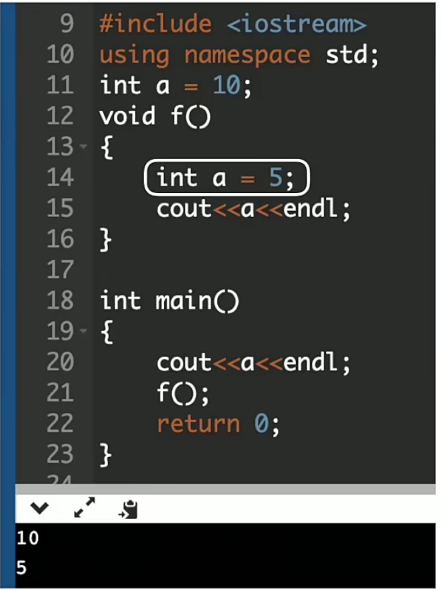 9 #include <iostream>
10 using namespace std;
11 int a = 10;
12 void f()
13 {
14 int a = 5;
15 cout<<a<<endl;
16 }
17
18 int main()
19 {
20 cout<<a<<endl;
21 f();
22 return 0;
23 }
24
10
5